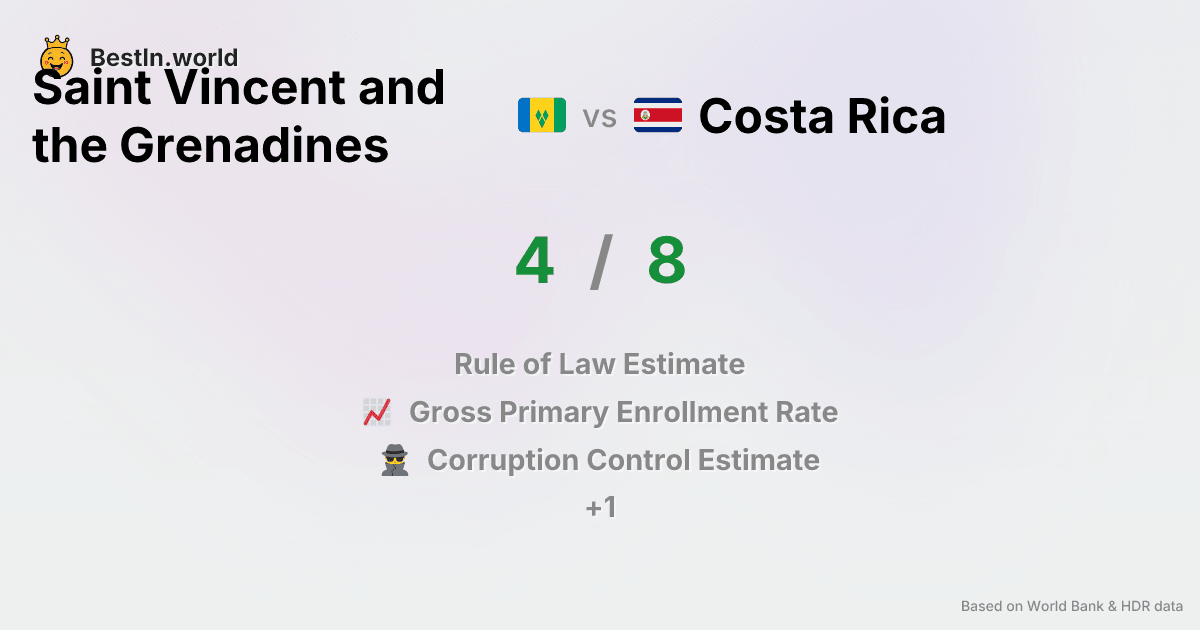 BestIn.world
Saint Vincent and
the Grenadines
vs
Costa Rica
4 / 8
Rule of Law Estimate
Gross Primary Enrollment Rate
Corruption Control Estimate
+1
Based on World Bank & HDR data